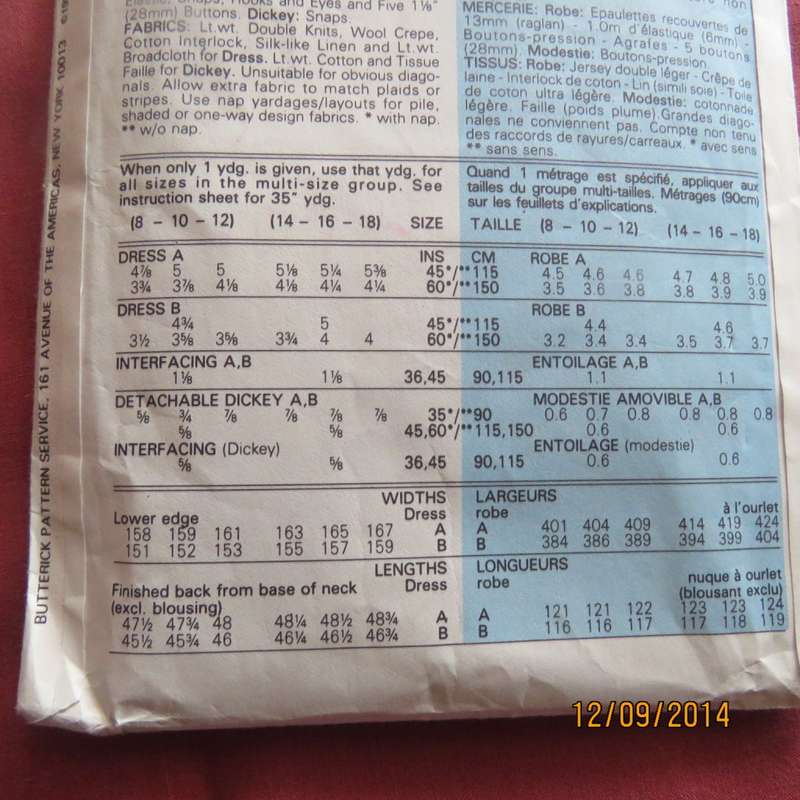 Snaps, Hooks and Eyes and Five 1⅛"
(28mm) Buttons. Dickey: Snaps.
FABRICS: Lt.wt. Double Knits, Wool Crepe,
Cotton Interlock, Silk-like Linen and Lt.wt.
Broadcloth for Dress. Lt.wt. Cotton and Tissue
Faille for Dickey. Unsuitable for obvious diago-
nals. Allow extra fabric to match plaids or
stripes. Use nap yardages/layouts for pile,
shaded or one-way design fabrics. * with nap.
** w/o nap.
MERCERIE: Robe: Epaulettes recouvertes de
13mm (raglan) - 1.0m d'élastique (6mm) -
Boutons-pression - Agrafes - 5 boutons
(28mm). Modestie: Boutons-pression.
TISSUS: Robe: Jersey double léger - Crêpe de
laine - Interlock de coton - Lin (simili soie) - Toile
de coton ultra légère. Modestie: cotonnade
légère. Faille (poids plume). Grandes diago-
nales ne conviennent pas. Compte non tenu
des raccords de rayures/carreaux. * avec sens
** sans sens.
When only 1 ydg. is given, use that ydg. for
all sizes in the multi-size group. See
instruction sheet for 35" ydg.
Quand 1 métrage est spécifié, appliquer aux
tailles du groupe multi-tailles. Métrages (90cm)
sur les feuillets d'explications.
(8 - 10 - 12) (14 - 16 - 18) SIZE TAILLE (8 - 10 - 12) (14 - 16 - 18)
DRESS A INS CM ROBE A
4⅞ 5 5 5⅛ 5¼ 5⅜ 45*/**115 4.5 4.6 4.6 4.7 4.8 5.0
3¾ 3⅞ 4⅛ 4⅛ 4¼ 4¼ 60*/**150 3.5 3.6 3.8 3.8 3.9 3.9
DRESS B ROBE B
4¾ 5 45*/**115 4.4 4.6
3½ 3⅝ 3⅝ 3¾ 4 4 60*/**150 3.2 3.4 3.4 3.5 3.7 3.7
INTERFACING A,B ENTOILAGE A,B
1⅛ 1⅛ 36,45 90,115 1.1 1.1
DETACHABLE DICKEY A,B MODESTIE AMOVIBLE A,B
⅝ ¾ ⅞ ⅞ ⅞ ⅞ 35*/**90 0.6 0.7 0.8 0.8 0.8 0.8
⅝ ⅝ 45,60*/**115,150 0.6 0.6
INTERFACING (Dickey) ENTOILAGE (modestie)
⅝ ⅝ 36,45 90,115 0.6 0.6
WIDTHS LARGEURS
Lower edge Dress robe à l'ourlet
158 159 161 163 165 167 A A 401 404 409 414 419 424
151 152 153 155 157 159 B B 384 386 389 394 399 404
LENGTHS LONGUEURS
Finished back from base of neck Dress robe nuque à ourlet
(excl. blousing) (blousant exclu)
47½ 47¾ 48 48¼ 48½ 48¾ A A 121 121 122 123 123 124
45½ 45¾ 46 46¼ 46½ 46¾ B B 116 116 117 117 118 119
BUTTERICK PATTERN SERVICE, 161 AVENUE OF THE AMERICAS, NEW YORK 10013
12/09/2014